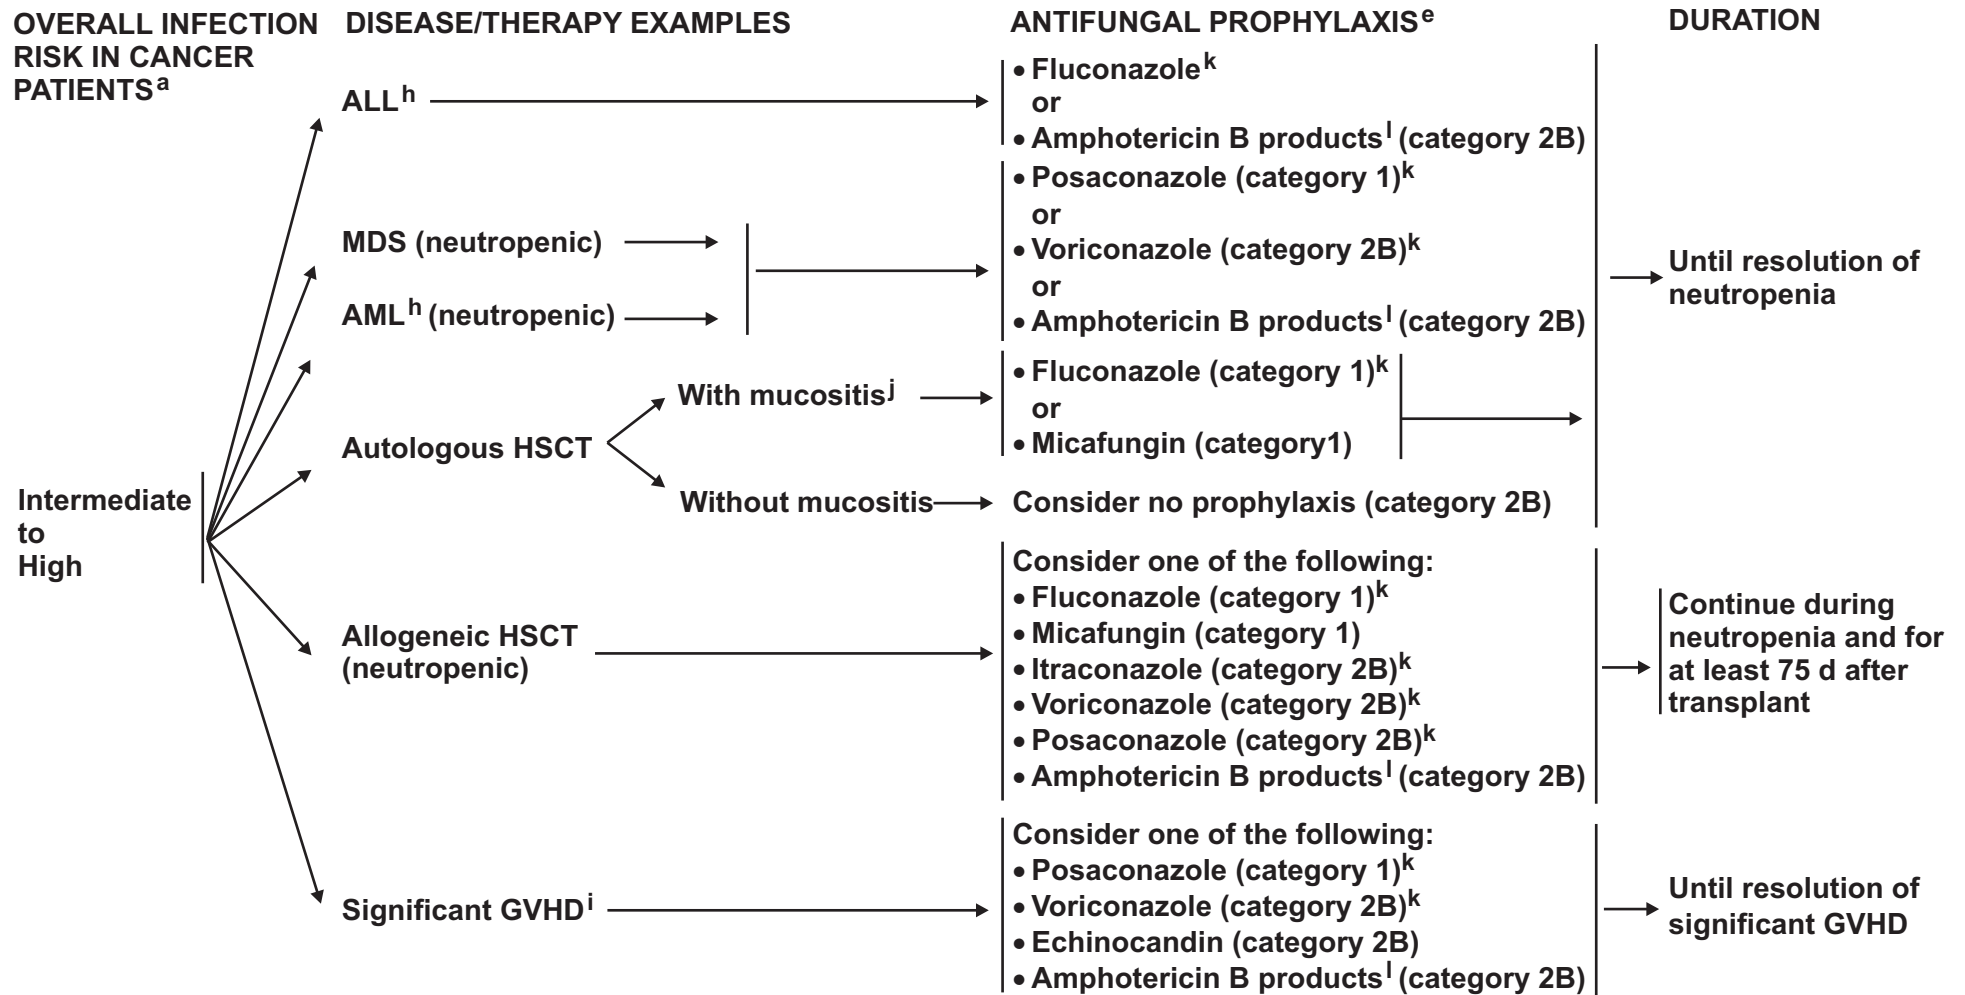 OVERALL INFECTION
RISK IN CANCER
PATIENTSa
DISEASE/THERAPY EXAMPLES
ANTIFUNGAL PROPHYLAXISe
DURATION
Intermediate
to
High
ALLh
• Fluconazolek
or
• Amphotericin B productsl (category 2B)
MDS (neutropenic)
AMLh (neutropenic)
• Posaconazole (category 1)k
or
• Voriconazole (category 2B)k
or
• Amphotericin B productsl (category 2B)
Autologous HSCT
With mucositisj
• Fluconazole (category 1)k
or
• Micafungin (category1)
Without mucositis
Consider no prophylaxis (category 2B)
Until resolution of
neutropenia
Allogeneic HSCT
(neutropenic)
Consider one of the following:
• Fluconazole (category 1)k
• Micafungin (category 1)
• Itraconazole (category 2B)k
• Voriconazole (category 2B)k
• Posaconazole (category 2B)k
• Amphotericin B productsl (category 2B)
Continue during
neutropenia and for
at least 75 d after
transplant
Significant GVHDi
Consider one of the following:
• Posaconazole (category 1)k
• Voriconazole (category 2B)k
• Echinocandin (category 2B)
• Amphotericin B productsl (category 2B)
Until resolution of
significant GVHD